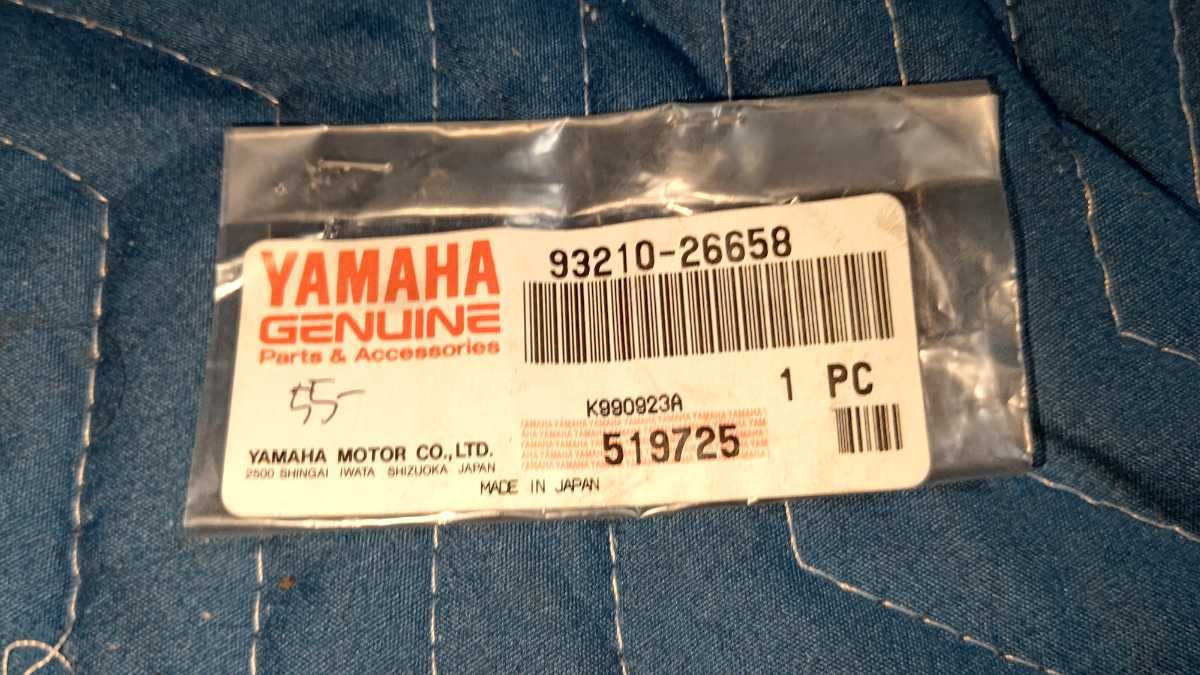 YAMAHA
GENUINE
Parts & Accessories
55-
YAMAHA MOTOR CO., LTD.
2500 SHINGAI IWATA SHIZUOKA JAPAN
93210-26658
1 PC
K990923A
519725
MADE IN JAPAN